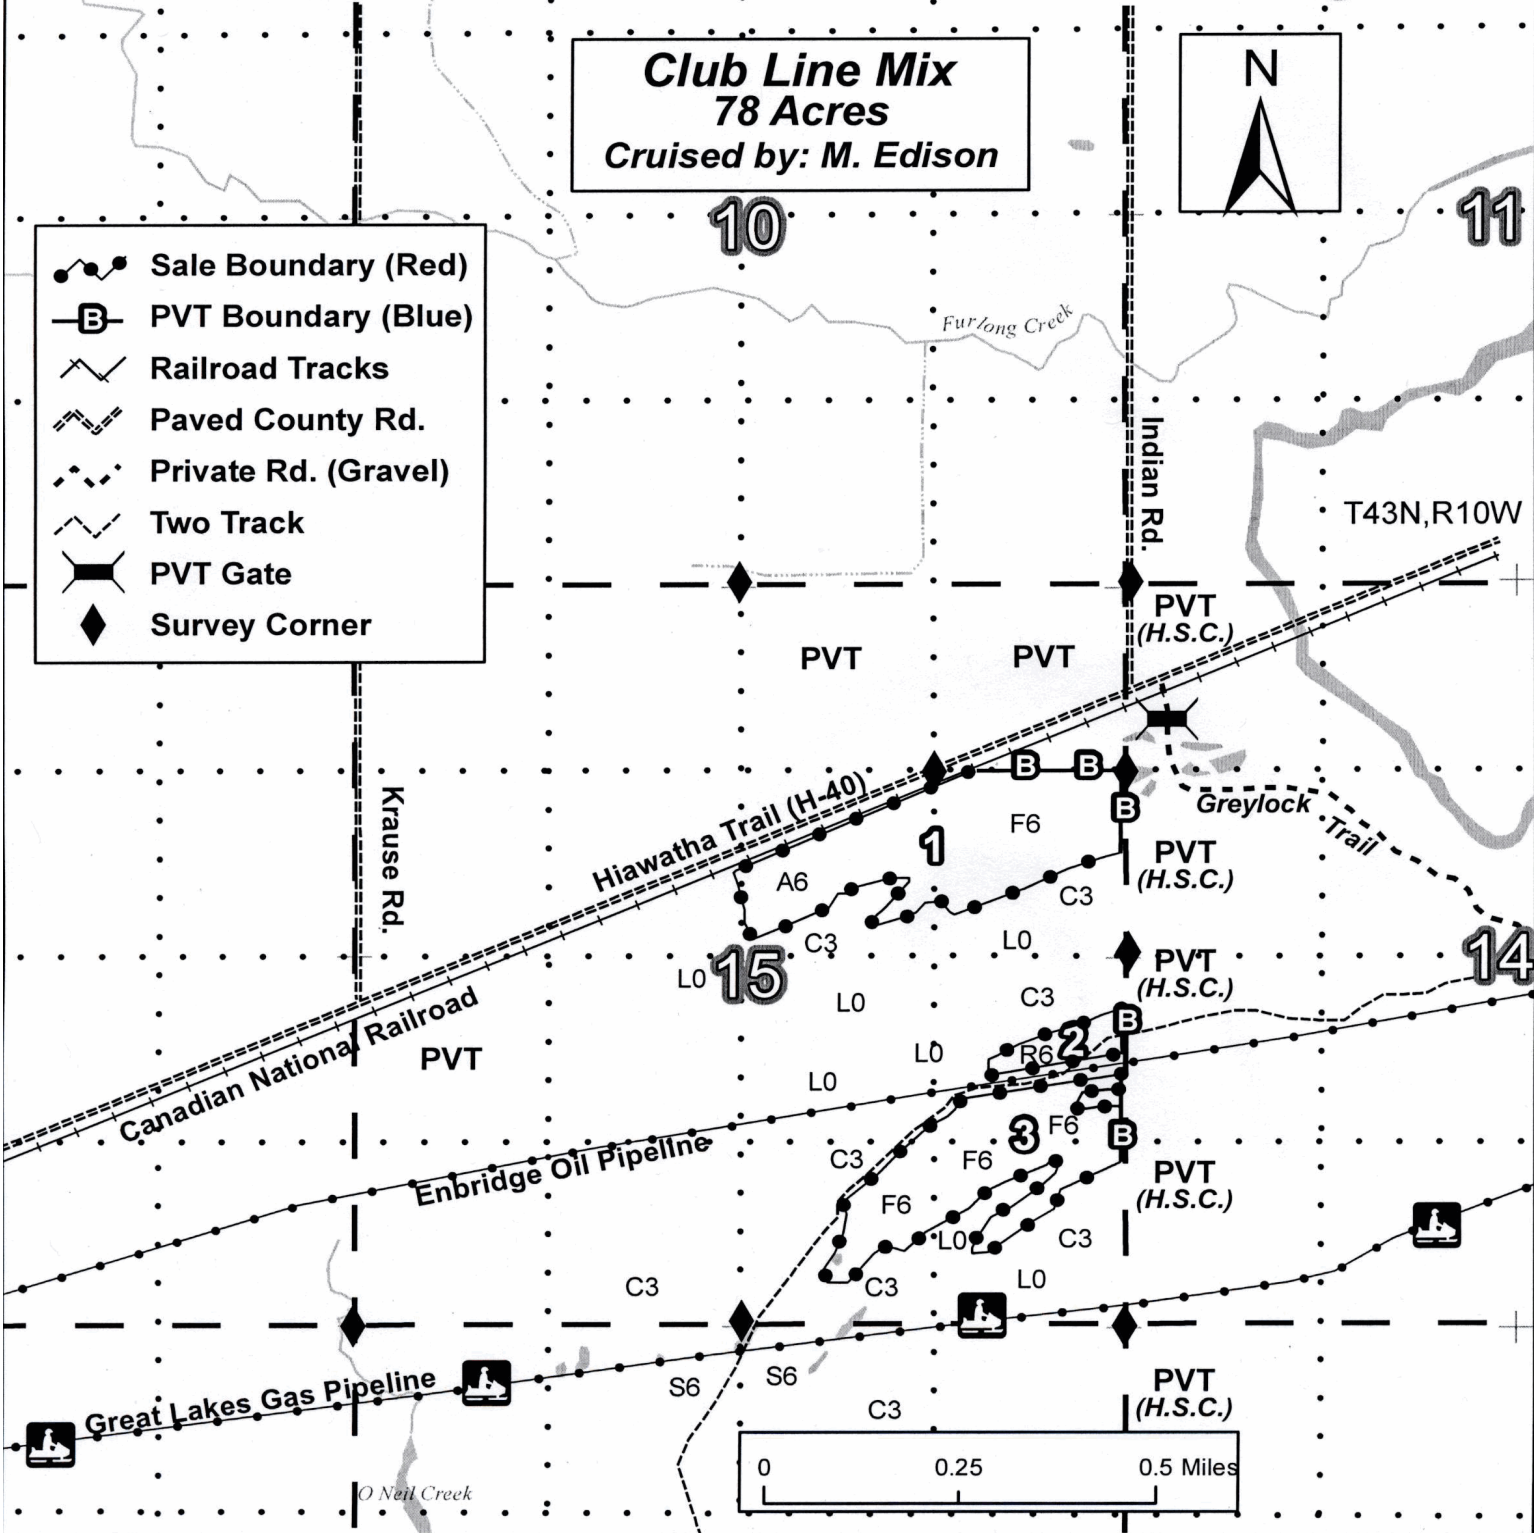 Club Line Mix
78 Acres
Cruised by: M. Edison
N
10
11
Sale Boundary (Red)
B PVT Boundary (Blue)
Railroad Tracks
Paved County Rd.
Private Rd. (Gravel)
Two Track
PVT Gate
Survey Corner
Furlong Creek
Indian Rd.
T43N,R10W
PVT
(H.S.C.)
PVT
PVT
B B
B
Krause Rd.
Hiawatha Trail (H-40)
Greylock
Trail
F6
1
A6
PVT
(H.S.C.)
C3
C3
L0
15
L0
L0
14
PVT
(H.S.C.)
C3
B
2
R6
L0
L0
Canadian National Railroad
PVT
Enbridge Oil Pipeline
3
F6
B
C3
F6
F6
PVT
(H.S.C.)
L0
C3
C3
C3
L0
Great Lakes Gas Pipeline
S6
S6
C3
PVT
(H.S.C.)
0 0.25 0.5 Miles
O Neil Creek